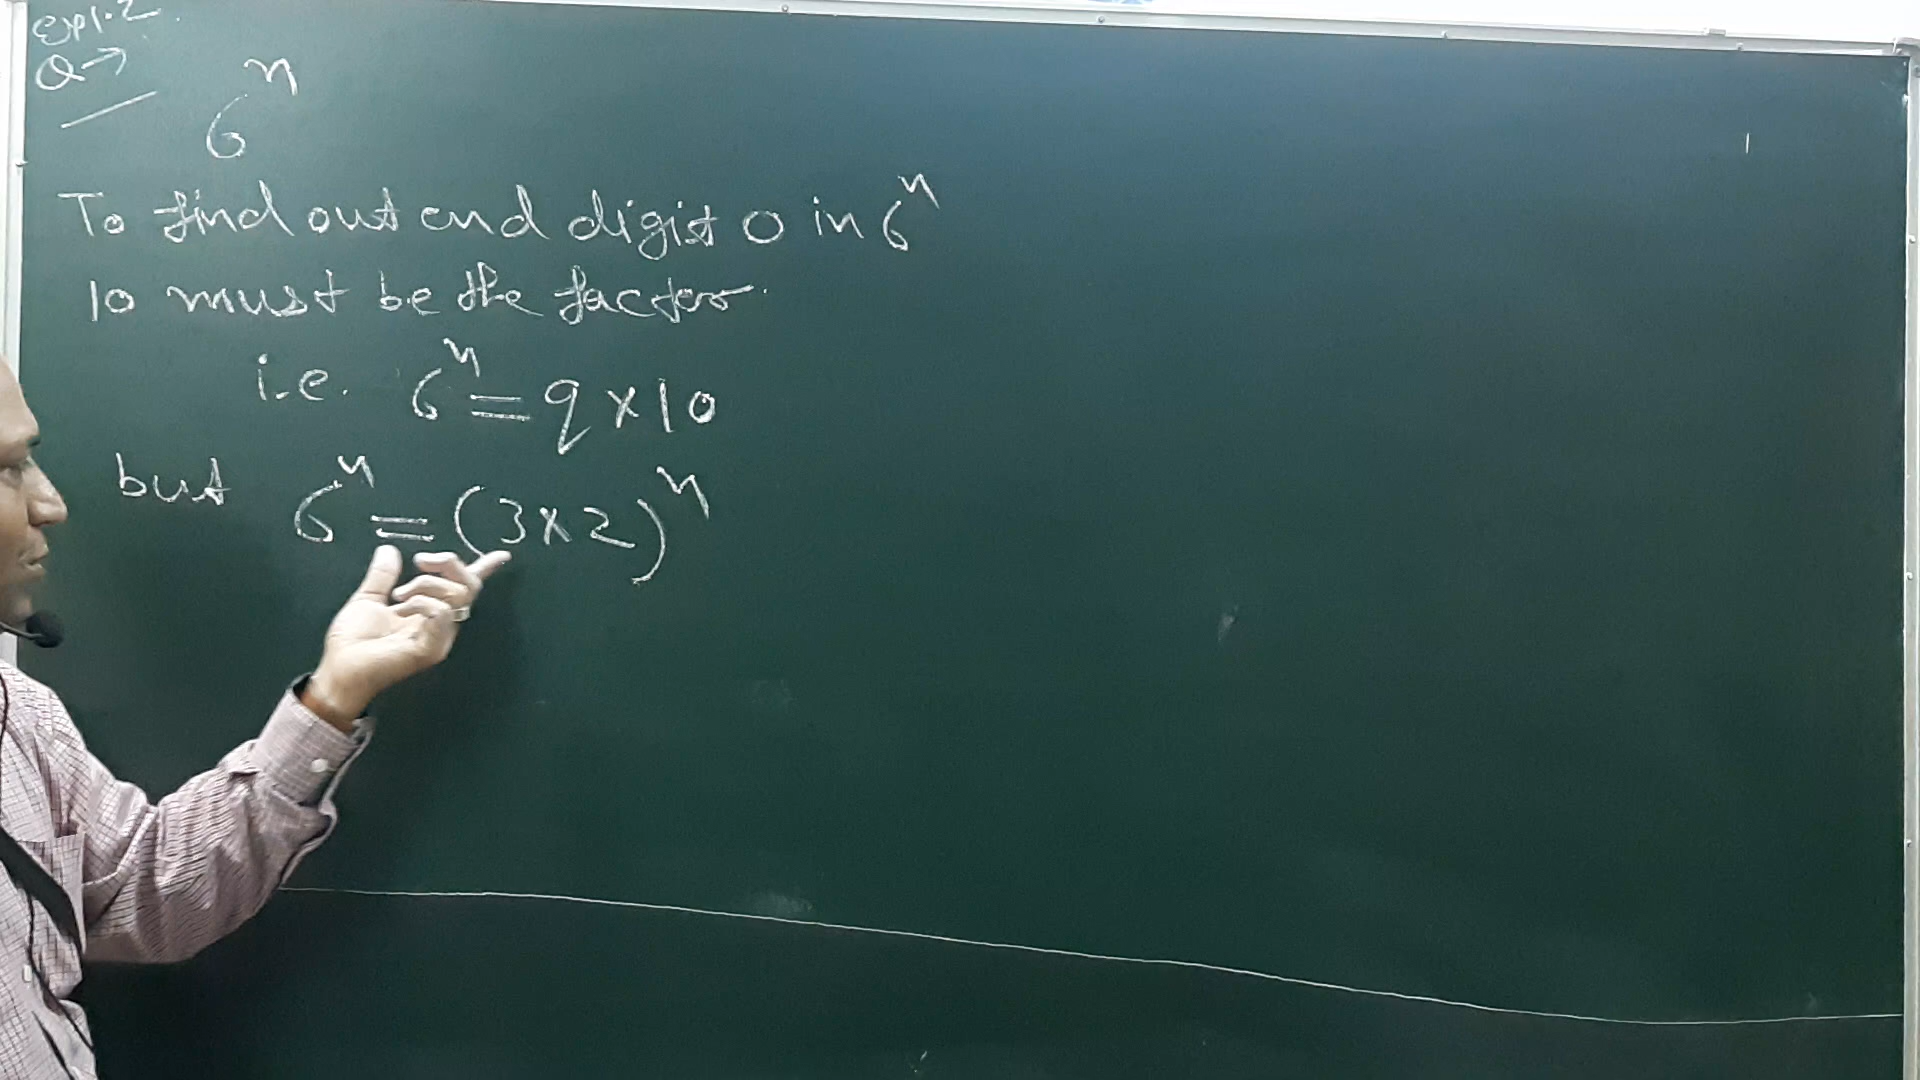 Expl.2
Q→
6ⁿ
To find out end digist 0 in 6ⁿ
10 must be the factor.
i.e. 6ⁿ = q × 10
but 6ⁿ = (3×2)ⁿ